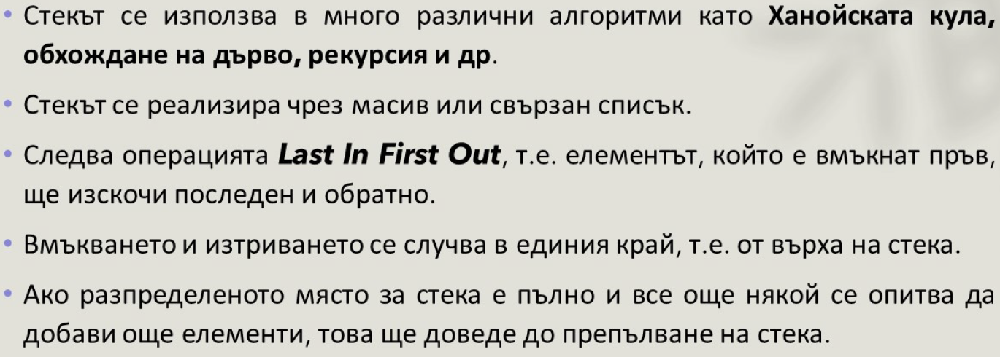 • Стекът се използва в много различни алгоритми като Ханойската кула,
обхождане на дърво, рекурсия и др.
• Стекът се реализира чрез масив или свързан списък.
• Следва операцията Last In First Out, т.е. елементът, който е вмъкнат пръв,
ще изскочи последен и обратно.
• Вмъкването и изтриването се случва в единия край, т.е. от върха на стека.
• Ако разпределеното място за стека е пълно и все още някой се опитва да
добави още елементи, това ще доведе до препълване на стека.